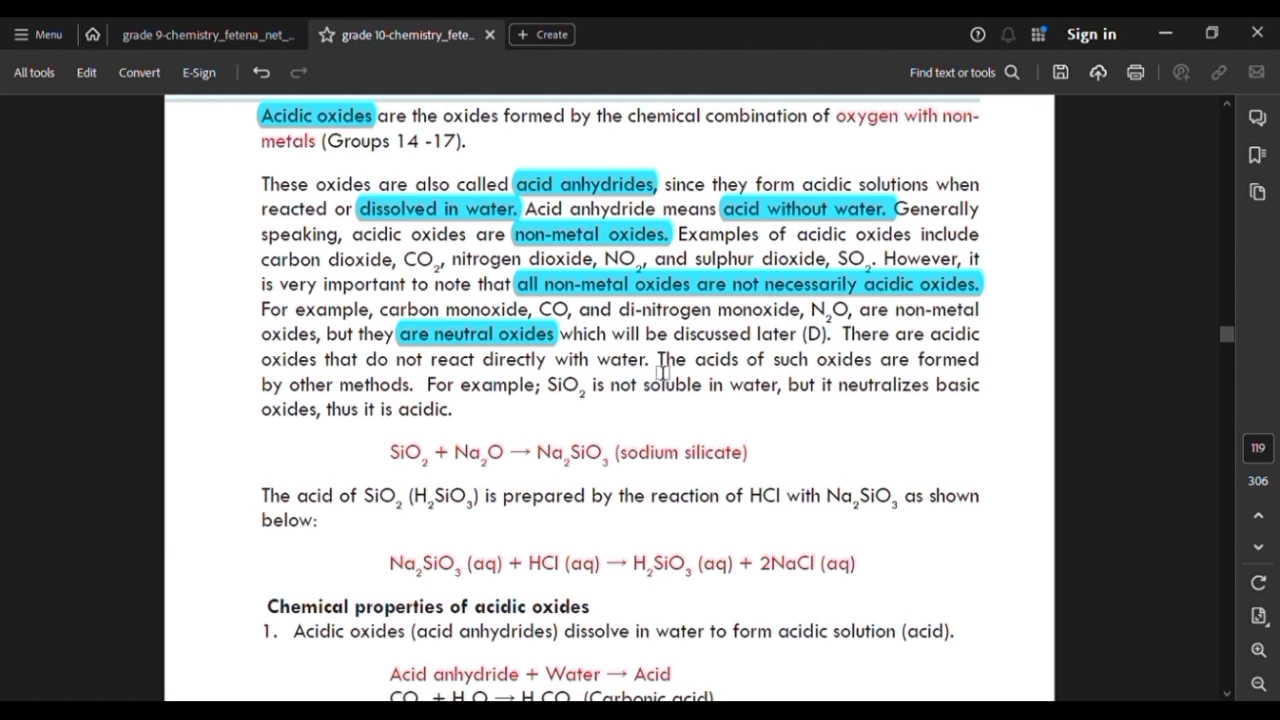 Menu grade 9-chemistry_fetena_net_... grade 10-chemistry_fete... + Create Sign in
All tools Edit Convert E-Sign Find text or tools
Acidic oxides are the oxides formed by the chemical combination of oxygen with non-
metals (Groups 14 -17).
These oxides are also called acid anhydrides, since they form acidic solutions when
reacted or dissolved in water. Acid anhydride means acid without water. Generally
speaking, acidic oxides are non-metal oxides. Examples of acidic oxides include
carbon dioxide, CO₂, nitrogen dioxide, NO₂, and sulphur dioxide, SO₂. However, it
is very important to note that all non-metal oxides are not necessarily acidic oxides.
For example, carbon monoxide, CO, and di-nitrogen monoxide, N₂O, are non-metal
oxides, but they are neutral oxides which will be discussed later (D). There are acidic
oxides that do not react directly with water. The acids of such oxides are formed
by other methods. For example; SiO₂ is not soluble in water, but it neutralizes basic
oxides, thus it is acidic.
SiO₂ + Na₂O → Na₂SiO₃ (sodium silicate)
The acid of SiO₂ (H₂SiO₃) is prepared by the reaction of HCl with Na₂SiO₃ as shown
below:
Na₂SiO₃ (aq) + HCl (aq) → H₂SiO₃ (aq) + 2NaCl (aq)
Chemical properties of acidic oxides
1. Acidic oxides (acid anhydrides) dissolve in water to form acidic solution (acid).
Acid anhydride + Water → Acid
CO + H O → H CO (Carbonic acid)
119
306